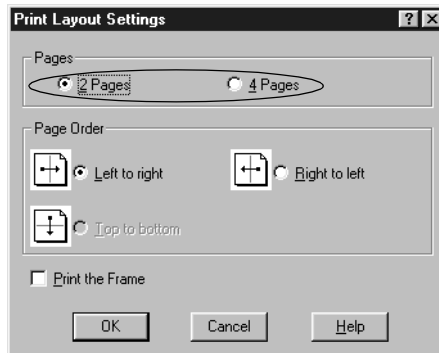 Print Layout Settings
Pages
2 Pages 4 Pages
Page Order
Left to right Right to left
Top to bottom
Print the Frame
OK Cancel Help